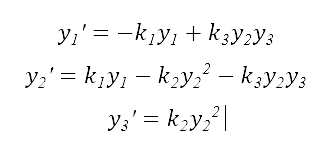 y₁′ = −k₁y₁ + k₃y₂y₃
y₂′ = k₁y₁ − k₂y₂² − k₃y₂y₃
y₃′ = k₂y₂²